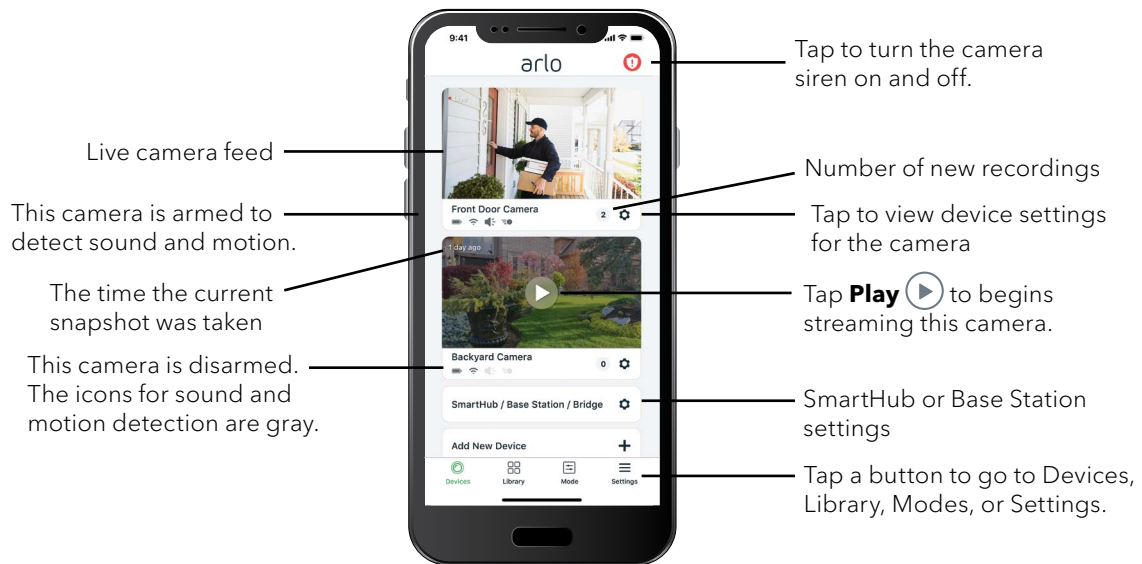 9:41
arlo
Tap to turn the camera
siren on and off.
Live camera feed
Number of new recordings
Front Door Camera
2
This camera is armed to
detect sound and motion.
Tap to view device settings
for the camera
1 day ago
The time the current
snapshot was taken
Tap Play to begins
streaming this camera.
Backyard Camera
0
This camera is disarmed.
The icons for sound and
motion detection are gray.
SmartHub / Base Station / Bridge
SmartHub or Base Station
settings
Add New Device
Devices
Library
Mode
Settings
Tap a button to go to Devices,
Library, Modes, or Settings.